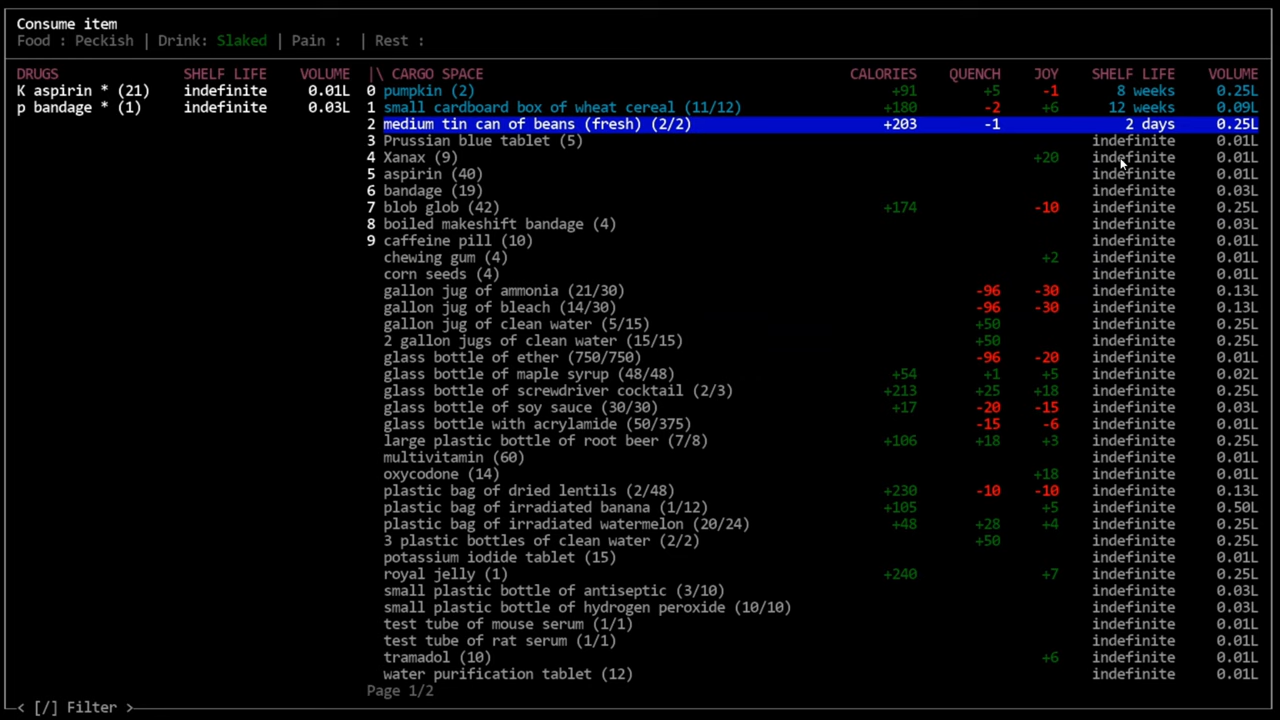 Consume item
Food : Peckish | Drink: Slaked | Pain : | Rest :
DRUGS SHELF LIFE VOLUME |\ CARGO SPACE CALORIES QUENCH JOY SHELF LIFE VOLUME
K aspirin * (21) indefinite 0.01L 0 pumpkin (2) +91 +5 -1 8 weeks 0.25L
p bandage * (1) indefinite 0.03L 1 small cardboard box of wheat cereal (11/12) +180 -2 +6 12 weeks 0.09L
2 medium tin can of beans (fresh) (2/2) +203 -1 2 days 0.25L
3 Prussian blue tablet (5) indefinite 0.01L
4 Xanax (9) +20 indefinite 0.01L
5 aspirin (40) indefinite 0.01L
6 bandage (19) indefinite 0.03L
7 blob glob (42) +174 -10 indefinite 0.25L
8 boiled makeshift bandage (4) indefinite 0.03L
9 caffeine pill (10) indefinite 0.01L
chewing gum (4) +2 indefinite 0.01L
corn seeds (4) indefinite 0.01L
gallon jug of ammonia (21/30) -96 -30 indefinite 0.13L
gallon jug of bleach (14/30) -96 -30 indefinite 0.13L
gallon jug of clean water (5/15) +50 indefinite 0.25L
2 gallon jugs of clean water (15/15) +50 indefinite 0.25L
glass bottle of ether (750/750) -96 -20 indefinite 0.01L
glass bottle of maple syrup (48/48) +54 +1 +5 indefinite 0.02L
glass bottle of screwdriver cocktail (2/3) +213 +25 +18 indefinite 0.25L
glass bottle of soy sauce (30/30) +17 -20 -15 indefinite 0.03L
glass bottle with acrylamide (50/375) -15 -6 indefinite 0.01L
large plastic bottle of root beer (7/8) +106 +18 +3 indefinite 0.25L
multivitamin (60) indefinite 0.01L
oxycodone (14) +18 indefinite 0.01L
plastic bag of dried lentils (2/48) +230 -10 -10 indefinite 0.13L
plastic bag of irradiated banana (1/12) +105 +5 indefinite 0.50L
plastic bag of irradiated watermelon (20/24) +48 +28 +4 indefinite 0.25L
3 plastic bottles of clean water (2/2) +50 indefinite 0.25L
potassium iodide tablet (15) indefinite 0.01L
royal jelly (1) +240 +7 indefinite 0.25L
small plastic bottle of antiseptic (3/10) indefinite 0.03L
small plastic bottle of hydrogen peroxide (10/10) indefinite 0.03L
test tube of mouse serum (1/1) indefinite 0.01L
test tube of rat serum (1/1) indefinite 0.01L
tramadol (10) +6 indefinite 0.01L
water purification tablet (12) indefinite 0.01L
Page 1/2
< [/] Filter >